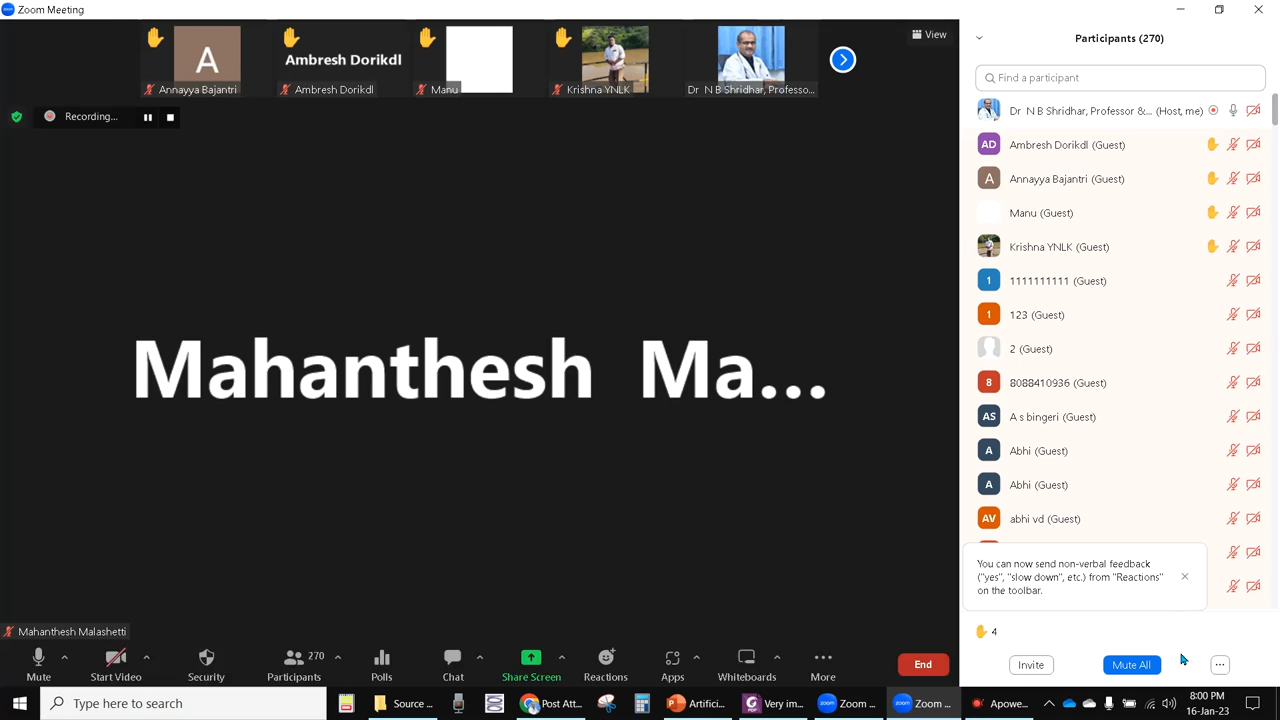 Zoom Meeting
A
Annayya Bajantri
Ambresh Dorikdl
Ambresh Dorikdl
Manu
Krishna YNLK
Dr N B Shridhar, Professo...
View
Recording...
Mahanthesh Ma...
Mahanthesh Malashetti
Mute
Start Video
Security
270
Participants
Polls
Chat
Share Screen
Reactions
Apps
Whiteboards
More
End
Participants (270)
Find a participant
Dr N B Shridhar, Professor &... (Host, me)
AD Ambresh Dorikdl (Guest)
A Annayya Bajantri (Guest)
Manu (Guest)
Krishna YNLK (Guest)
1 1111111111 (Guest)
1 123 (Guest)
2 (Guest)
8 8088410936 (Guest)
AS A s bingeri (Guest)
A Abhi (Guest)
A Abhi (Guest)
AV abhi vd (Guest)
You can now send non-verbal feedback
("yes", "slow down", etc.) from "Reactions"
on the toolbar.
4
Invite
Mute All
Type here to search
Source ...
Post Att...
Artifici...
Very im...
Zoom ...
Zoom ...
Apowe...
8:00 PM
16-Jan-23